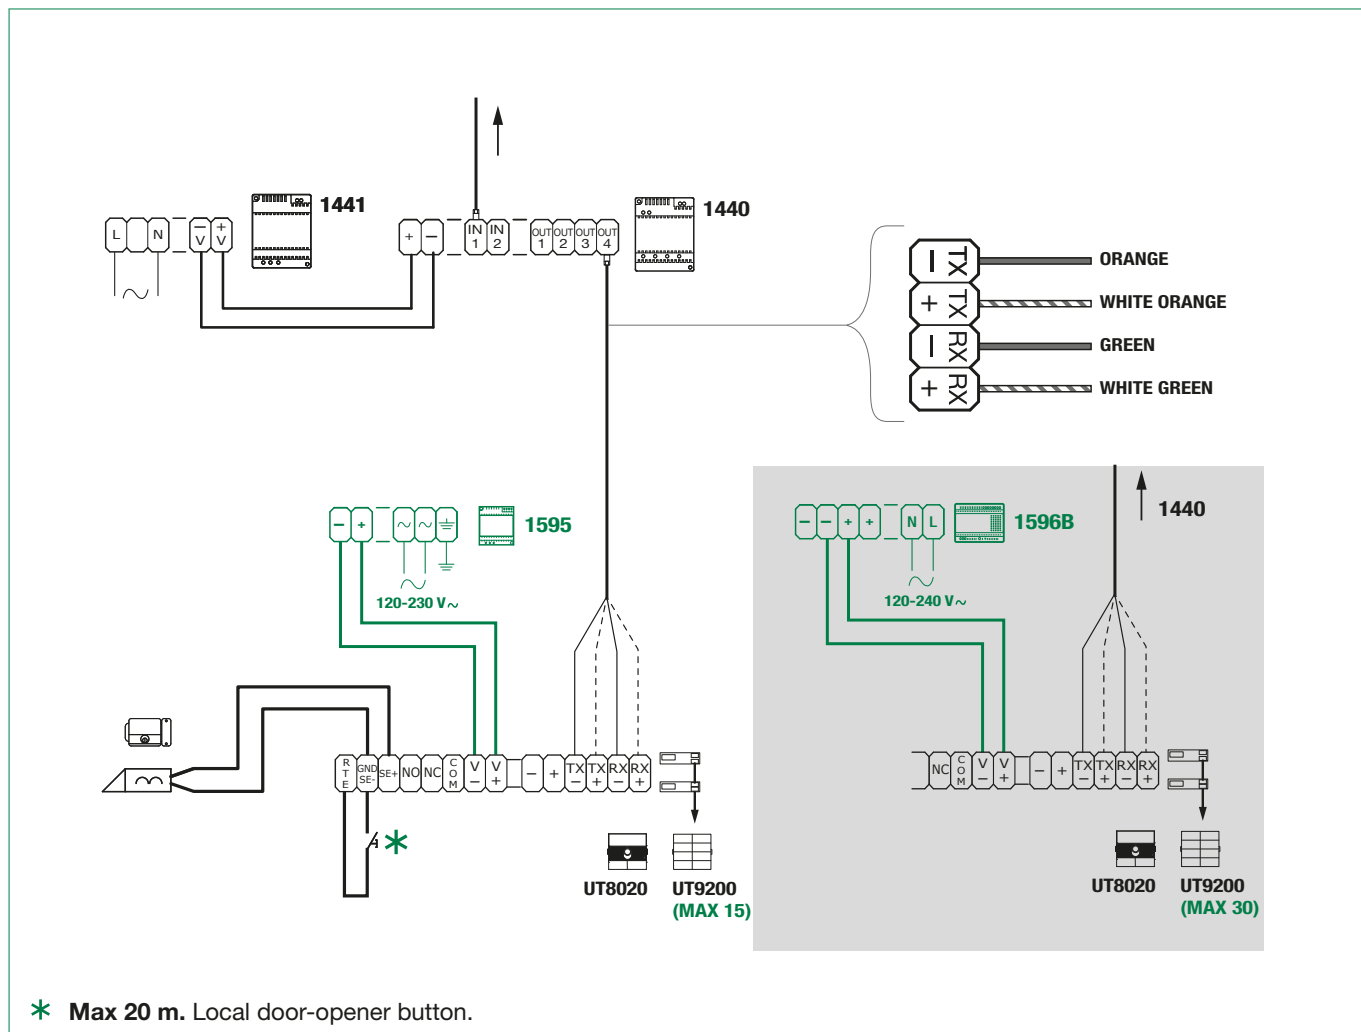 1441
L N − V + V
+ − IN 1 IN 2 OUT 1 OUT 2 OUT 3 OUT 4
1440
− TX ORANGE
+ TX WHITE ORANGE
− RX GREEN
+ RX WHITE GREEN
− + ~ ~
1595
120-230 V~
− − + + N L
1596B
1440
120-240 V~
RTE GND SE- SE+ NO NC COM V − V + − + TX − TX + RX − RX +
NC COM V − V + − + TX − TX + RX − RX +
*
UT8020 UT9200
(MAX 15)
UT8020 UT9200
(MAX 30)
* Max 20 m. Local door-opener button.